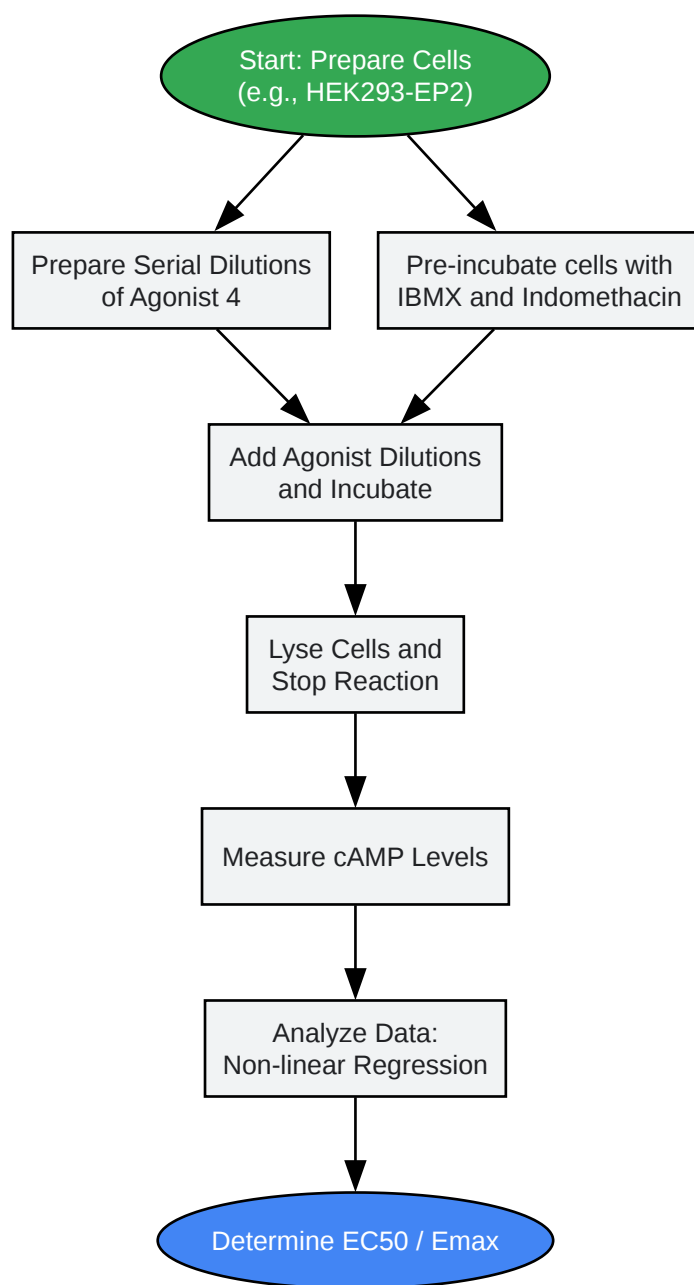 Start: Prepare Cells
(e.g., HEK293-EP2)
Prepare Serial Dilutions
of Agonist 4
Pre-incubate cells with
IBMX and Indomethacin
Add Agonist Dilutions
and Incubate
Lyse Cells and
Stop Reaction
Measure cAMP Levels
Analyze Data:
Non-linear Regression
Determine EC50 / Emax